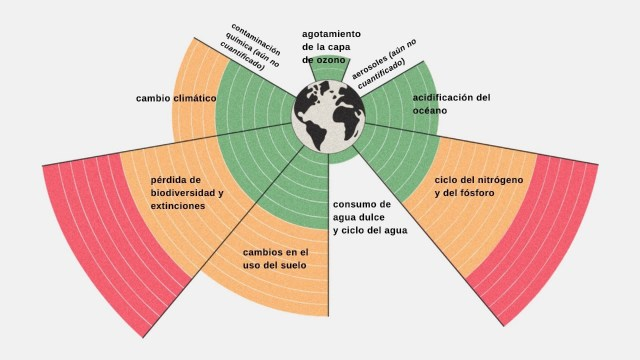 contaminación
química (aún no
cuantificado)
agotamiento
de la capa
de ozono
aerosoles (aún no
cuantificado)
cambio climático
acidificación del
océano
pérdida de
biodiversidad y
extinciones
ciclo del nitrógeno
y del fósforo
consumo de
agua dulce
y ciclo del agua
cambios en el
uso del suelo